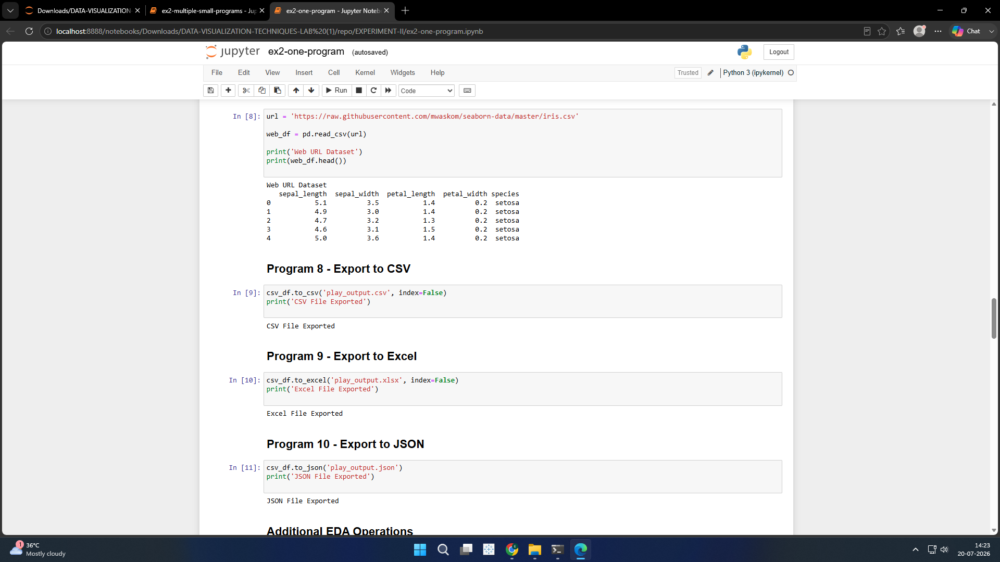 Downloads/DATA-VISUALIZATION-
ex2-multiple-small-programs - Jup
ex2-one-program - Jupyter Noteb
localhost:8888/notebooks/Downloads/DATA-VISUALIZATION-TECHNIQUES-LAB%20(1)/repo/EXPERIMENT-II/ex2-one-program.ipynb
Chat
jupyter ex2-one-program (autosaved)
Logout
File Edit View Insert Cell Kernel Widgets Help
Trusted
Python 3 (ipykernel)
Run
Code
In [8]: url = 'https://raw.githubusercontent.com/mwaskom/seaborn-data/master/iris.csv'
web_df = pd.read_csv(url)
print('Web URL Dataset')
print(web_df.head())
Web URL Dataset
sepal_length sepal_width petal_length petal_width species
0 5.1 3.5 1.4 0.2 setosa
1 4.9 3.0 1.4 0.2 setosa
2 4.7 3.2 1.3 0.2 setosa
3 4.6 3.1 1.5 0.2 setosa
4 5.0 3.6 1.4 0.2 setosa
Program 8 - Export to CSV
In [9]: csv_df.to_csv('play_output.csv', index=False)
print('CSV File Exported')
CSV File Exported
Program 9 - Export to Excel
In [10]: csv_df.to_excel('play_output.xlsx', index=False)
print('Excel File Exported')
Excel File Exported
Program 10 - Export to JSON
In [11]: csv_df.to_json('play_output.json')
print('JSON File Exported')
JSON File Exported
Additional EDA Operations
1
36°C
Mostly cloudy
14:23
20-07-2026